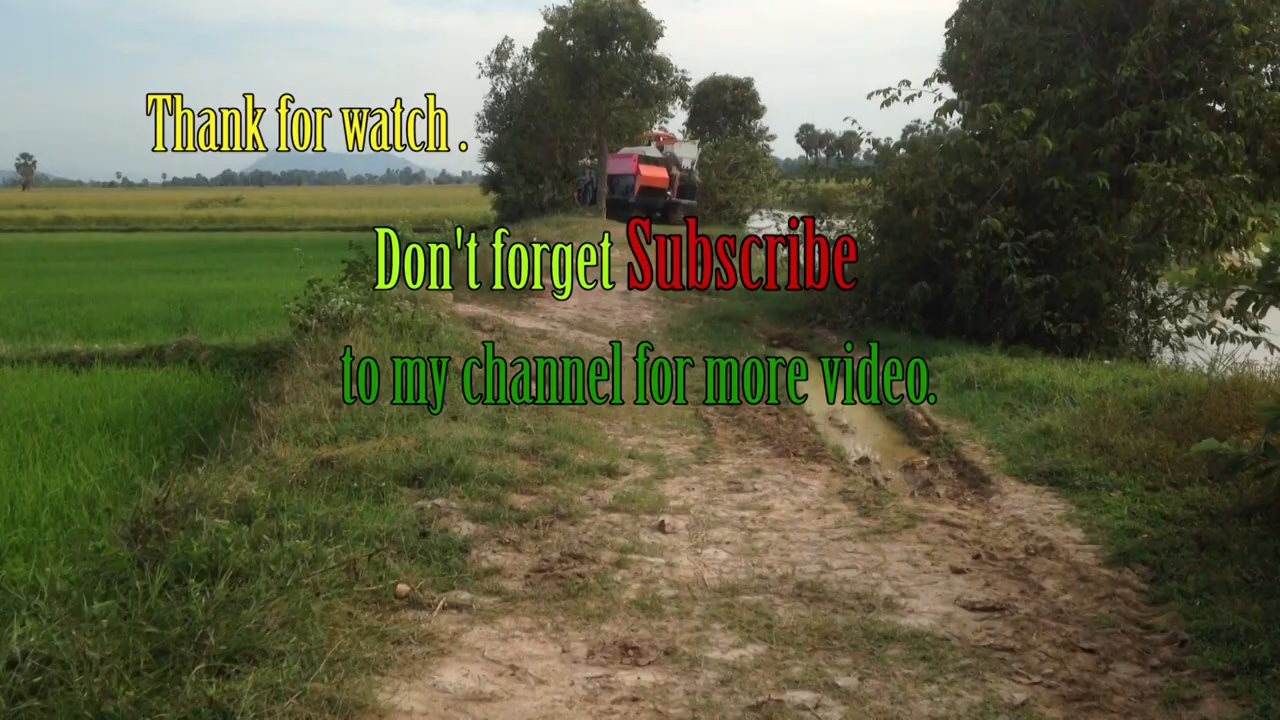 Thank for watch .
Don't forget Subscribe
to my channel for more video.